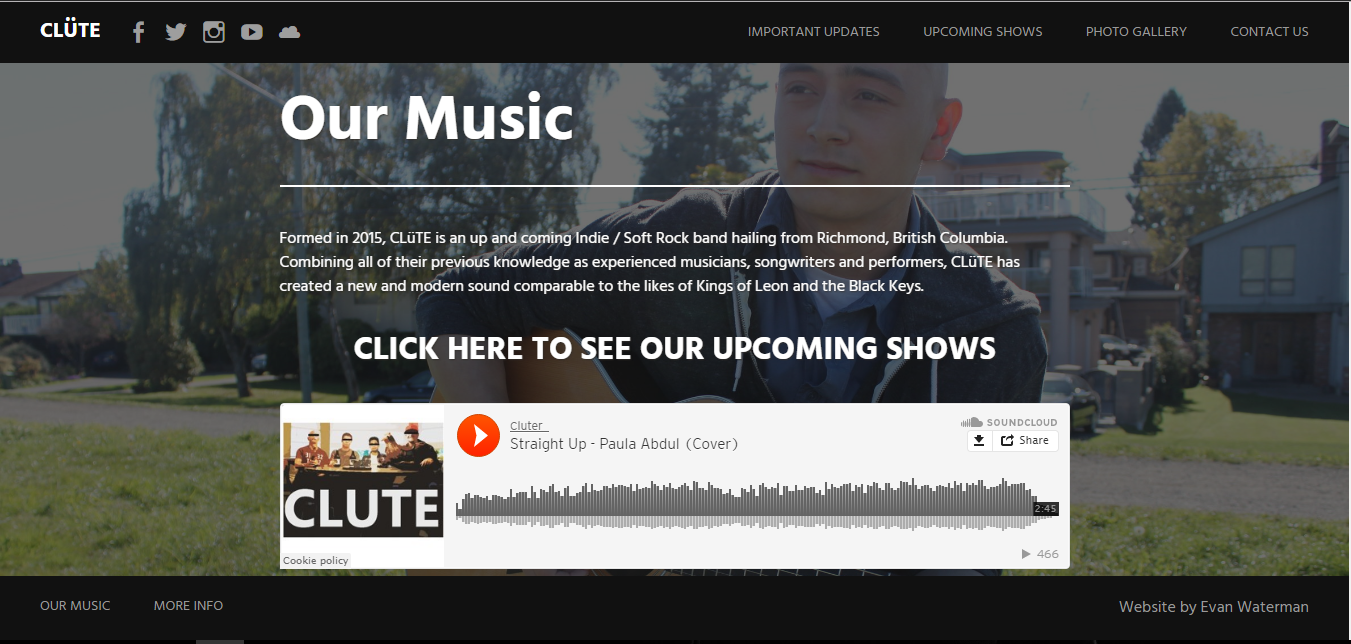 CLÜTE
IMPORTANT UPDATES
UPCOMING SHOWS
PHOTO GALLERY
CONTACT US
Our Music
Formed in 2015, CLüTE is an up and coming Indie / Soft Rock band hailing from Richmond, British Columbia.
Combining all of their previous knowledge as experienced musicians, songwriters and performers, CLüTE has
created a new and modern sound comparable to the likes of Kings of Leon and the Black Keys.
CLICK HERE TO SEE OUR UPCOMING SHOWS
CLUTE
Cookie policy
Cluter_
Straight Up - Paula Abdul (Cover)
SOUNDCLOUD
Share
2:45
466
OUR MUSIC
MORE INFO
Website by Evan Waterman